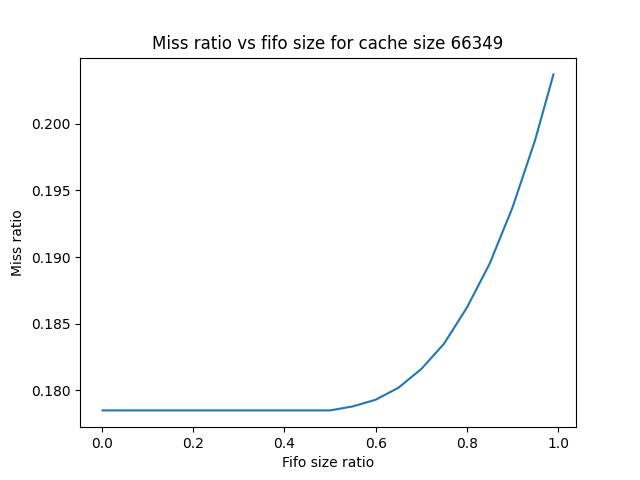 Miss ratio vs fifo size for cache size 66349
Miss ratio
0.200
0.195
0.190
0.185
0.180
0.0 0.2 0.4 0.6 0.8 1.0
Fifo size ratio